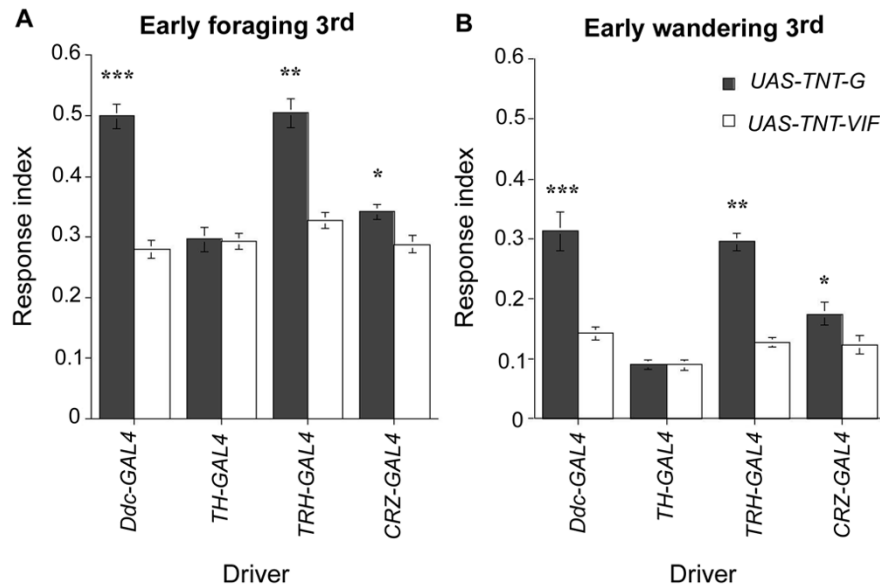 A
Early foraging 3rd
Response index
0.6
0.5
0.4
0.3
0.2
0.1
0
***
**
*
Ddc-GAL4
TH-GAL4
TRH-GAL4
CRZ-GAL4
Driver
B
Early wandering 3rd
Response index
0.6
0.5
0.4
0.3
0.2
0.1
0
UAS-TNT-G
UAS-TNT-VIF
***
**
*
Ddc-GAL4
TH-GAL4
TRH-GAL4
CRZ-GAL4
Driver